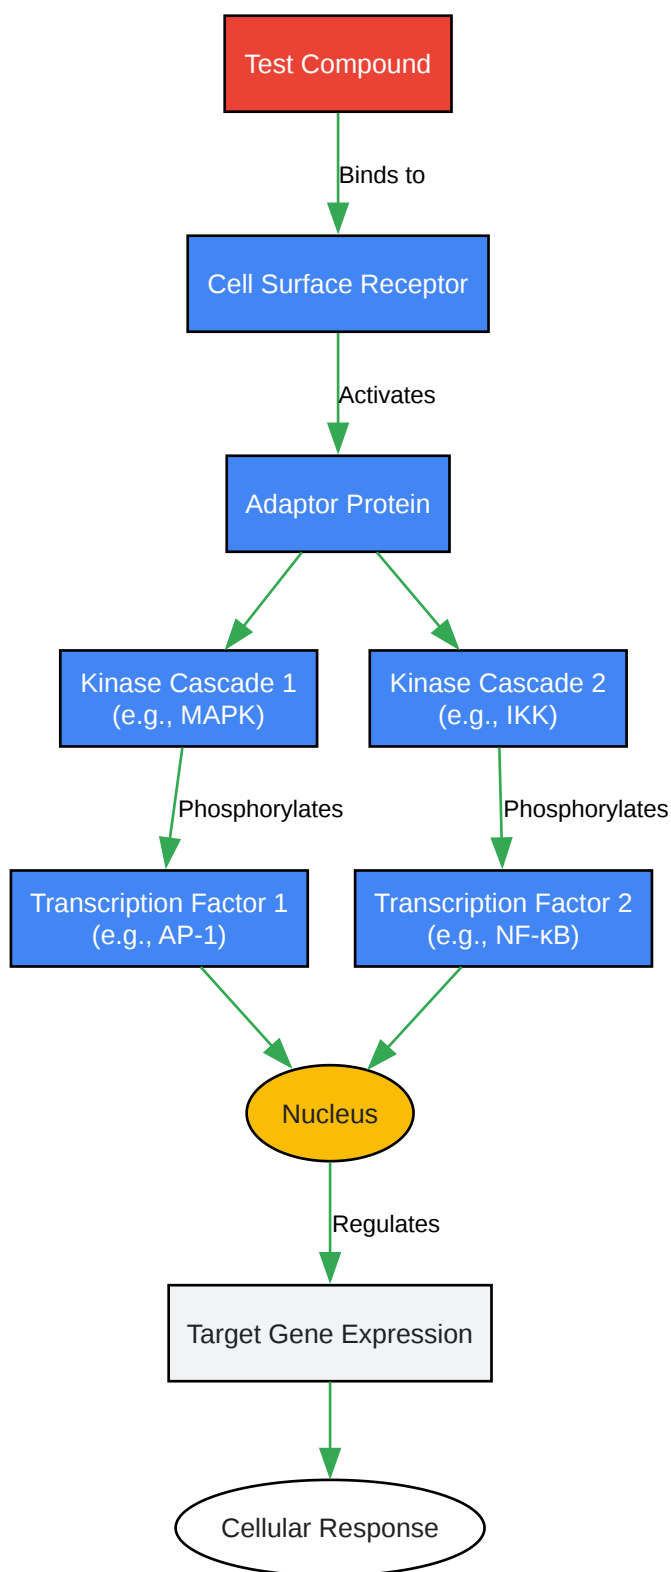 Test Compound
Binds to
Cell Surface Receptor
Activates
Adaptor Protein
Kinase Cascade 1
(e.g., MAPK)
Kinase Cascade 2
(e.g., IKK)
Phosphorylates
Phosphorylates
Transcription Factor 1
(e.g., AP-1)
Transcription Factor 2
(e.g., NF-κB)
Nucleus
Regulates
Target Gene Expression
Cellular Response